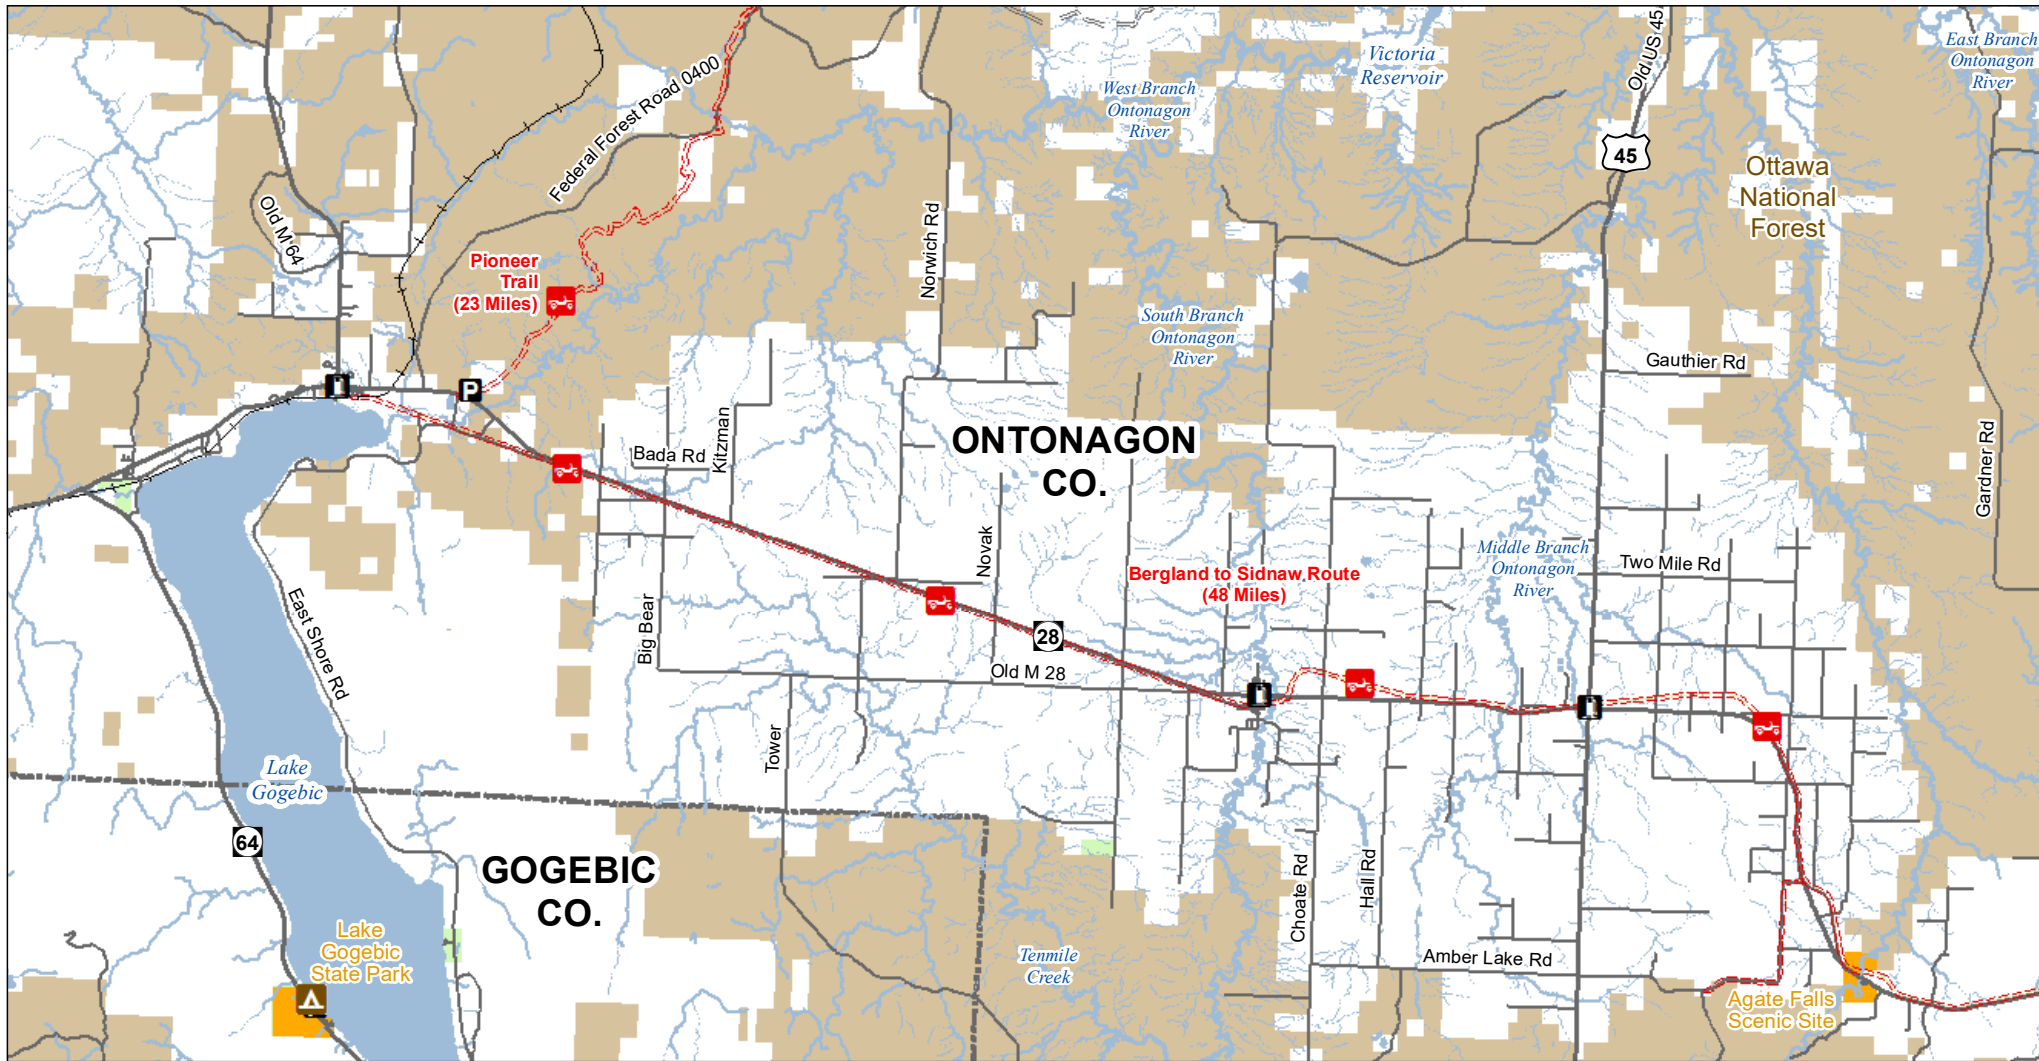 Old US 45
East Branch
Ontonagon
River
Victoria
Reservoir
West Branch
Ontonagon
River
Federal Forest Road 0400
45
Ottawa
National
Forest
Old M 64
Norwich Rd
Pioneer
Trail
(23 Miles)
South Branch
Ontonagon
River
Gauthier Rd
P
Gardner Rd
Bada Rd
Kitzman
ONTONAGON
CO.
Novak
Middle Branch
Ontonagon
River
Two Mile Rd
Bergland to Sidnaw Route
(48 Miles)
East Shore Rd
Big Bear
28
Old M 28
Tower
Lake
Gogebic
64
GOGEBIC
CO.
Choate Rd
Hall Rd
Lake
Gogebic
State Park
Tenmile
Creek
Amber Lake Rd
Agate Falls
Scenic Site